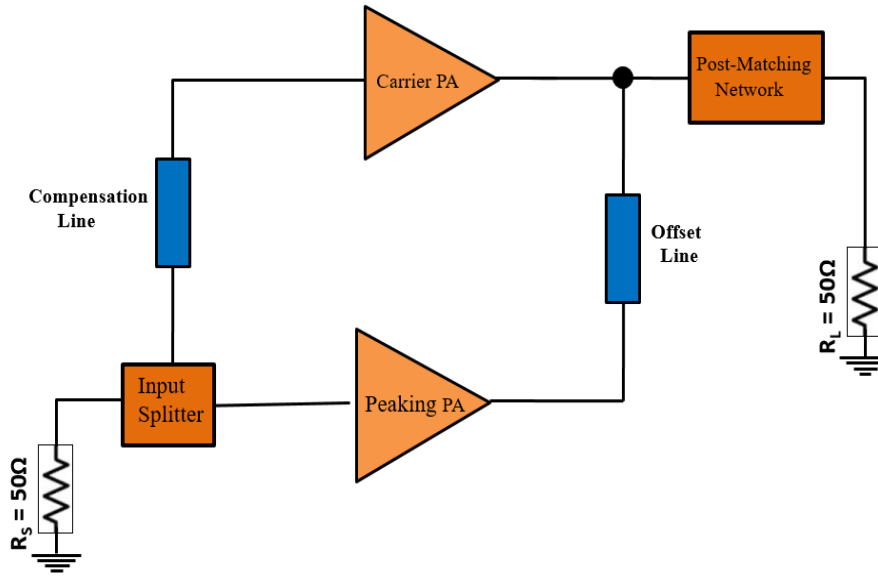 Carrier PA
Post-Matching
Network
Compensation
Line
Offset
Line
R_L = 50Ω
Input
Splitter
Peaking PA
R_S = 50Ω